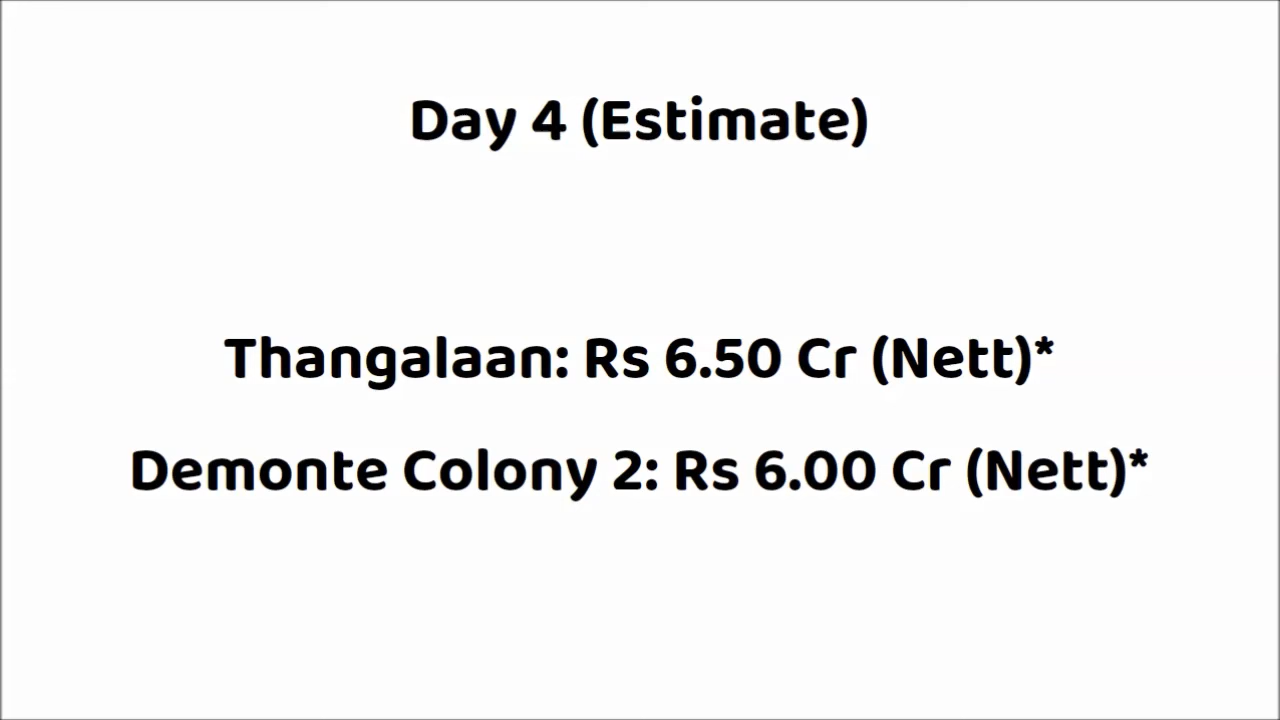 Day 4 (Estimate)
Thangalaan: Rs 6.50 Cr (Nett)*
Demonte Colony 2: Rs 6.00 Cr (Nett)*